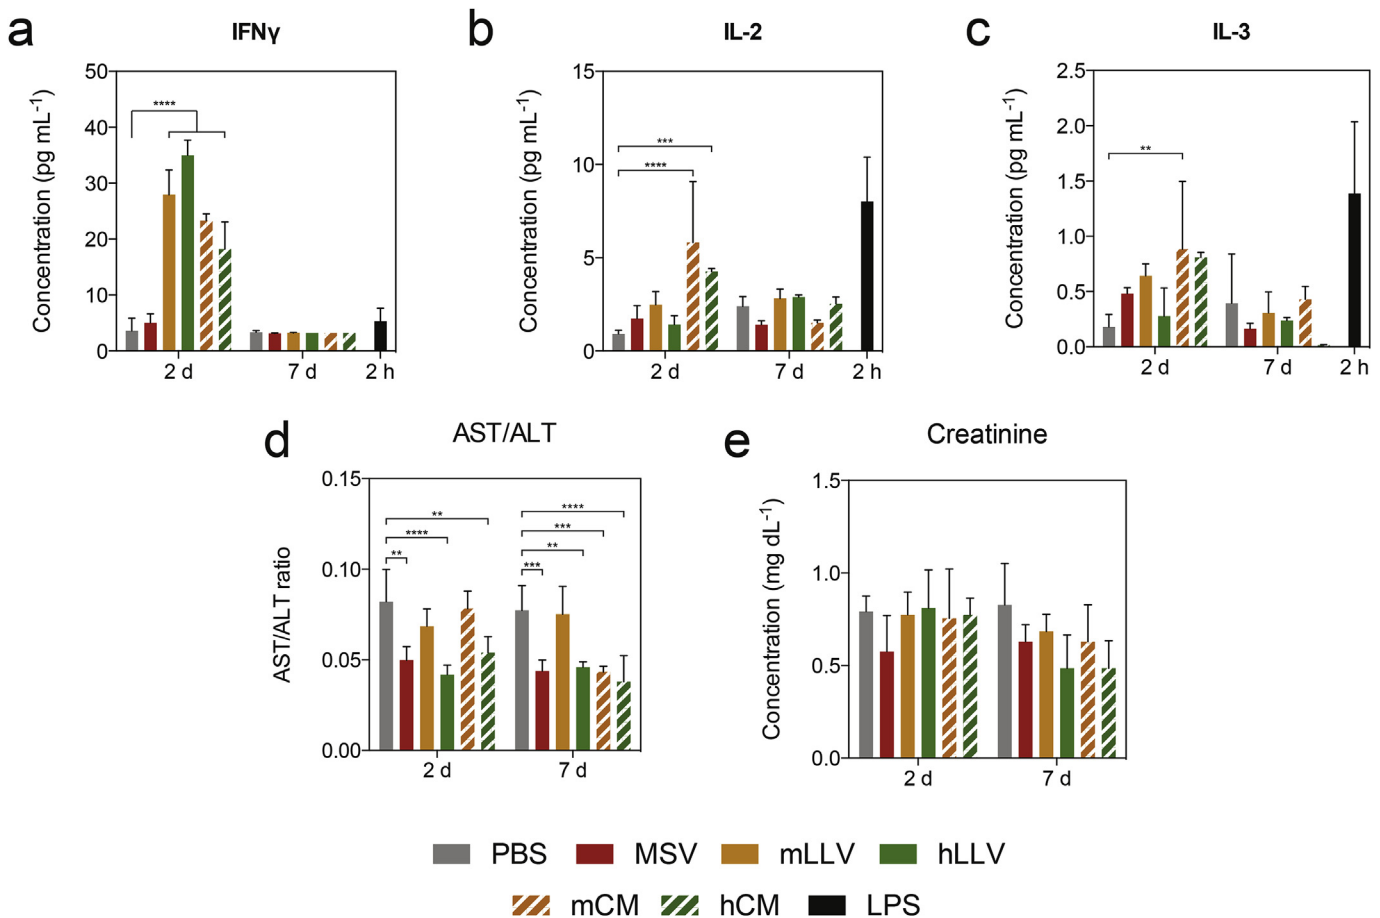 a
IFNγ
Concentration (pg mL-1)
50
40
30
20
10
0
****
2 d
7 d
2 h
b
IL-2
Concentration (pg mL-1)
15
10
5
0
***
****
2 d
7 d
2 h
c
IL-3
Concentration (pg mL-1)
2.5
2.0
1.5
1.0
0.5
0.0
**
2 d
7 d
2 h
d
AST/ALT
AST/ALT ratio
0.15
0.10
0.05
0.00
**
****
**
****
***
**
***
2 d
7 d
e
Creatinine
Concentration (mg dL-1)
1.5
1.0
0.5
0.0
2 d
7 d
PBS MSV mLLV hLLV
mCM hCM LPS